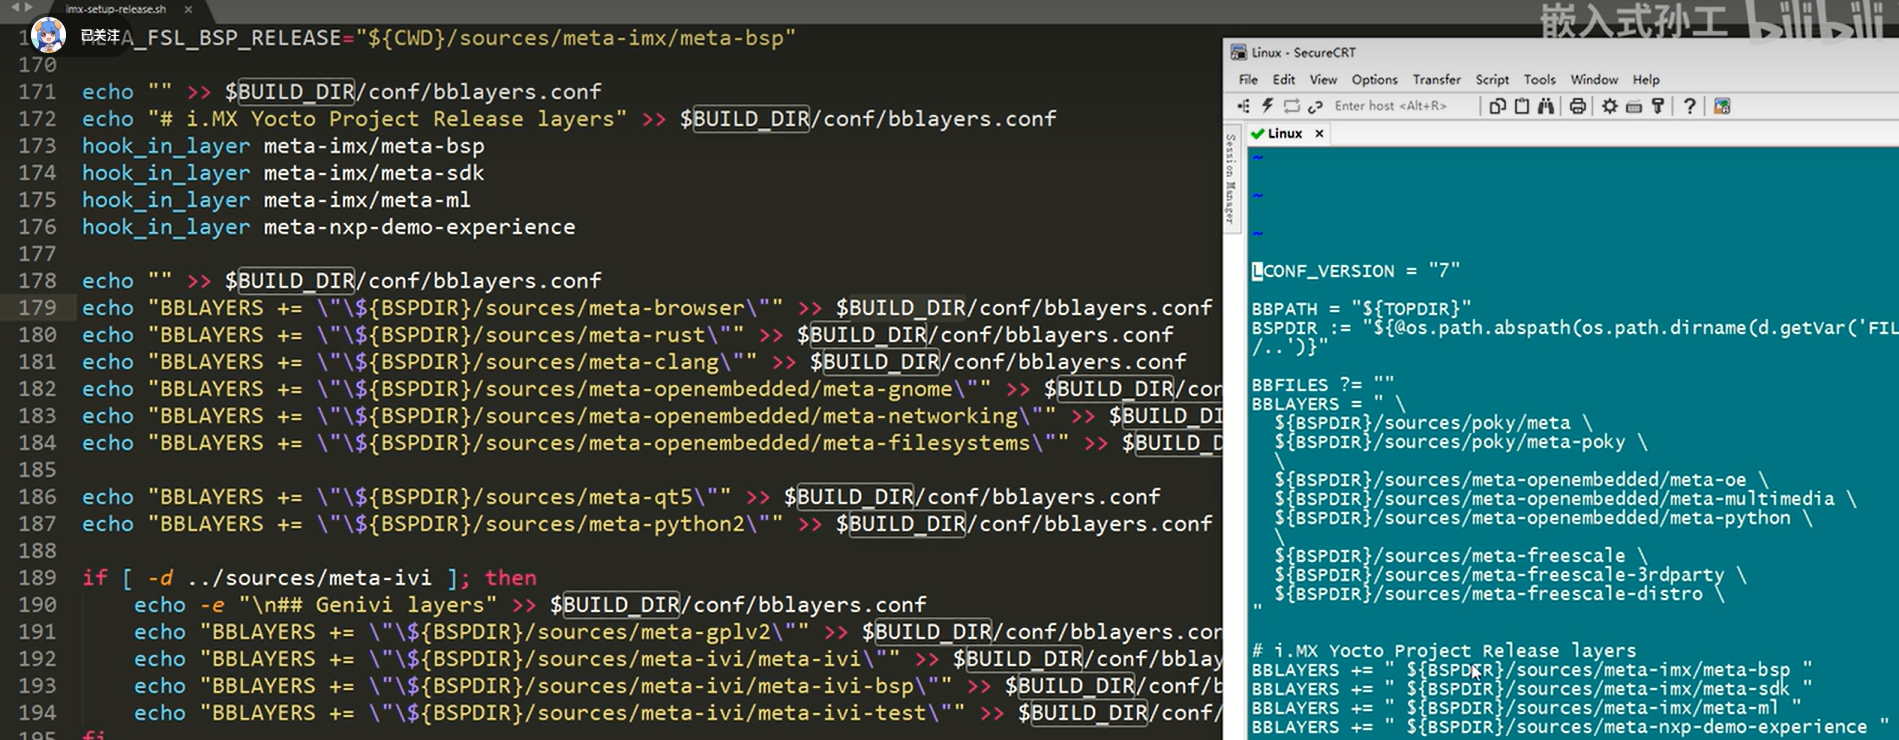 imx-setup-release.sh ×
已关注
META_FSL_BSP_RELEASE="${CWD}/sources/meta-imx/meta-bsp"
170
171 echo "" >> $BUILD_DIR/conf/bblayers.conf
172 echo "# i.MX Yocto Project Release layers" >> $BUILD_DIR/conf/bblayers.conf
173 hook_in_layer meta-imx/meta-bsp
174 hook_in_layer meta-imx/meta-sdk
175 hook_in_layer meta-imx/meta-ml
176 hook_in_layer meta-nxp-demo-experience
177
178 echo "" >> $BUILD_DIR/conf/bblayers.conf
179 echo "BBLAYERS += \"\${BSPDIR}/sources/meta-browser\"" >> $BUILD_DIR/conf/bblayers.conf
180 echo "BBLAYERS += \"\${BSPDIR}/sources/meta-rust\"" >> $BUILD_DIR/conf/bblayers.conf
181 echo "BBLAYERS += \"\${BSPDIR}/sources/meta-clang\"" >> $BUILD_DIR/conf/bblayers.conf
182 echo "BBLAYERS += \"\${BSPDIR}/sources/meta-openembedded/meta-gnome\"" >> $BUILD_DIR/con
183 echo "BBLAYERS += \"\${BSPDIR}/sources/meta-openembedded/meta-networking\"" >> $BUILD_DI
184 echo "BBLAYERS += \"\${BSPDIR}/sources/meta-openembedded/meta-filesystems\"" >> $BUILD_D
185
186 echo "BBLAYERS += \"\${BSPDIR}/sources/meta-qt5\"" >> $BUILD_DIR/conf/bblayers.conf
187 echo "BBLAYERS += \"\${BSPDIR}/sources/meta-python2\"" >> $BUILD_DIR/conf/bblayers.conf
188
189 if [ -d ../sources/meta-ivi ]; then
190 echo -e "\n## Genivi layers" >> $BUILD_DIR/conf/bblayers.conf
191 echo "BBLAYERS += \"\${BSPDIR}/sources/meta-gplv2\"" >> $BUILD_DIR/conf/bblayers.con
192 echo "BBLAYERS += \"\${BSPDIR}/sources/meta-ivi/meta-ivi\"" >> $BUILD_DIR/conf/bblay
193 echo "BBLAYERS += \"\${BSPDIR}/sources/meta-ivi/meta-ivi-bsp\"" >> $BUILD_DIR/conf/b
194 echo "BBLAYERS += \"\${BSPDIR}/sources/meta-ivi/meta-ivi-test\"" >> $BUILD_DIR/conf/
195 fi
嵌入式孙工 bilibili
Linux - SecureCRT
File Edit View Options Transfer Script Tools Window Help
Enter host <Alt+R>
Session Manager
Linux ×
~
~
~
LCONF_VERSION = "7"
BBPATH = "${TOPDIR}"
BSPDIR := "${@os.path.abspath(os.path.dirname(d.getVar('FIL
/..')}"
BBFILES ?= ""
BBLAYERS = " \
${BSPDIR}/sources/poky/meta \
${BSPDIR}/sources/poky/meta-poky \
\
${BSPDIR}/sources/meta-openembedded/meta-oe \
${BSPDIR}/sources/meta-openembedded/meta-multimedia \
${BSPDIR}/sources/meta-openembedded/meta-python \
\
${BSPDIR}/sources/meta-freescale \
${BSPDIR}/sources/meta-freescale-3rdparty \
${BSPDIR}/sources/meta-freescale-distro \
"
# i.MX Yocto Project Release layers
BBLAYERS += " ${BSPDIR}/sources/meta-imx/meta-bsp "
BBLAYERS += " ${BSPDIR}/sources/meta-imx/meta-sdk "
BBLAYERS += " ${BSPDIR}/sources/meta-imx/meta-ml "
BBLAYERS += " ${BSPDIR}/sources/meta-nxp-demo-experience "